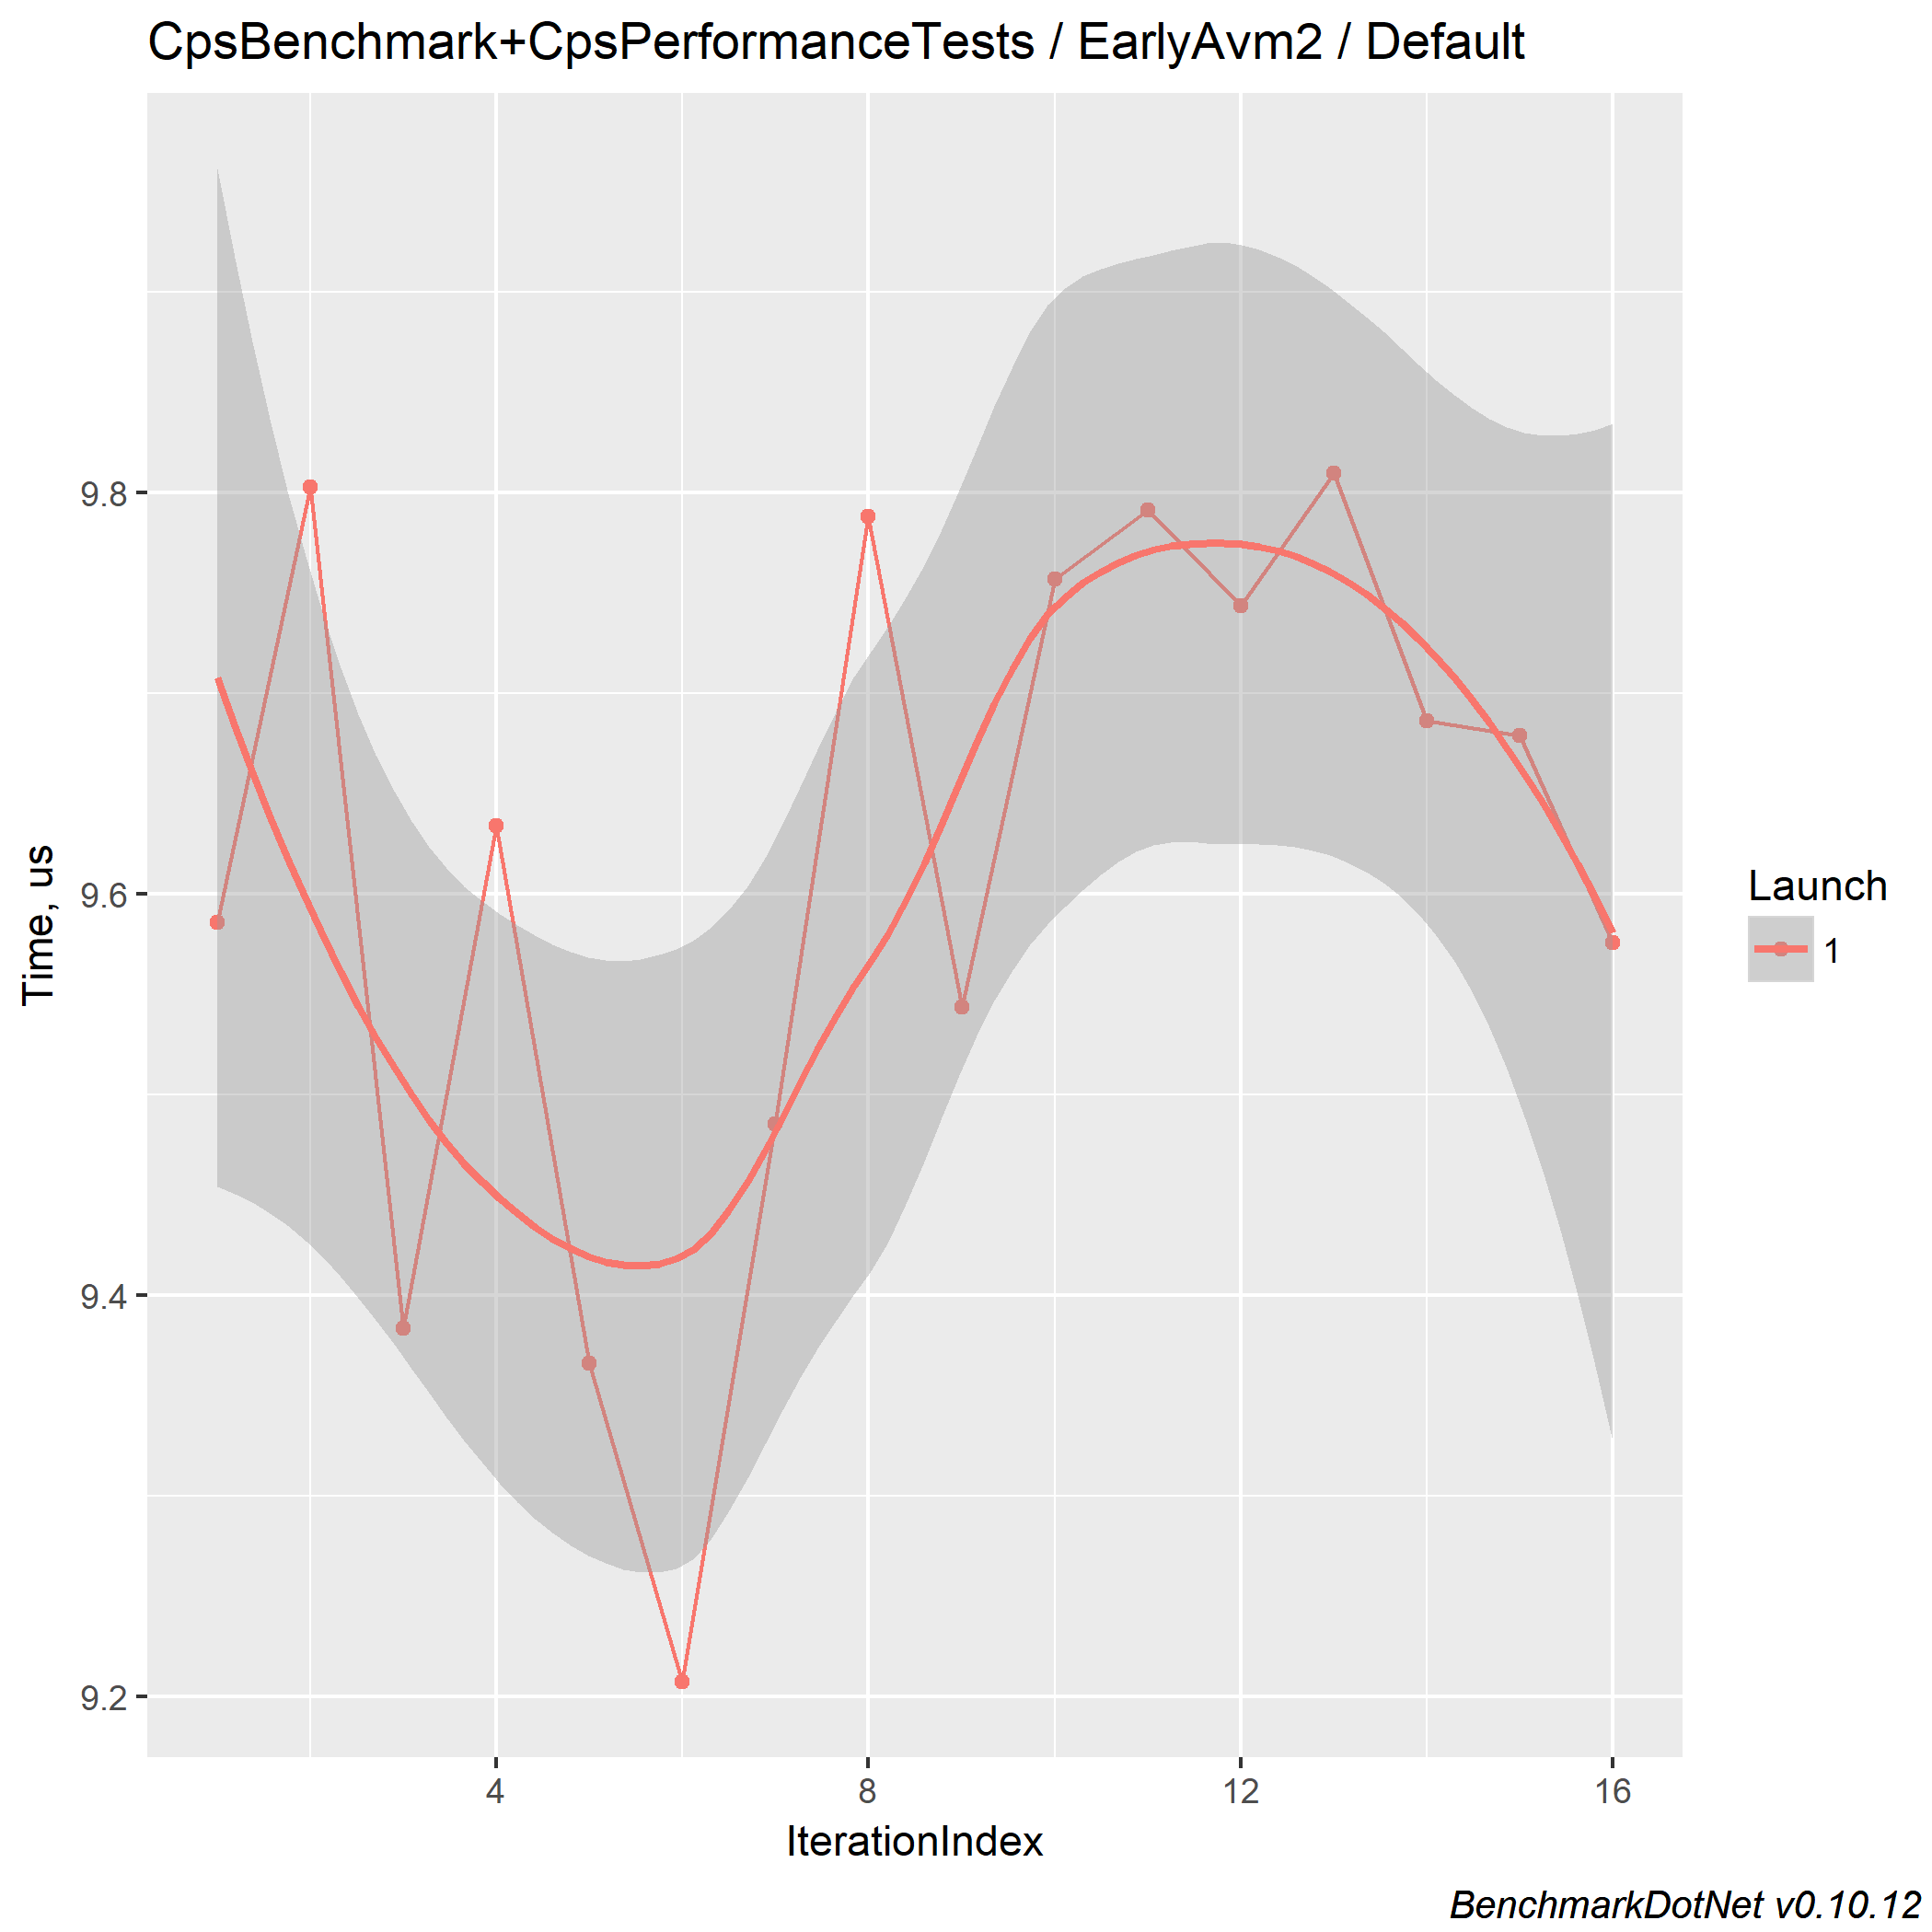 CpsBenchmark+CpsPerformanceTests / EarlyAvm2 / Default
Time, us
9.8
9.6
9.4
9.2
4
8
12
16
IterationIndex
Launch
1
BenchmarkDotNet v0.10.12